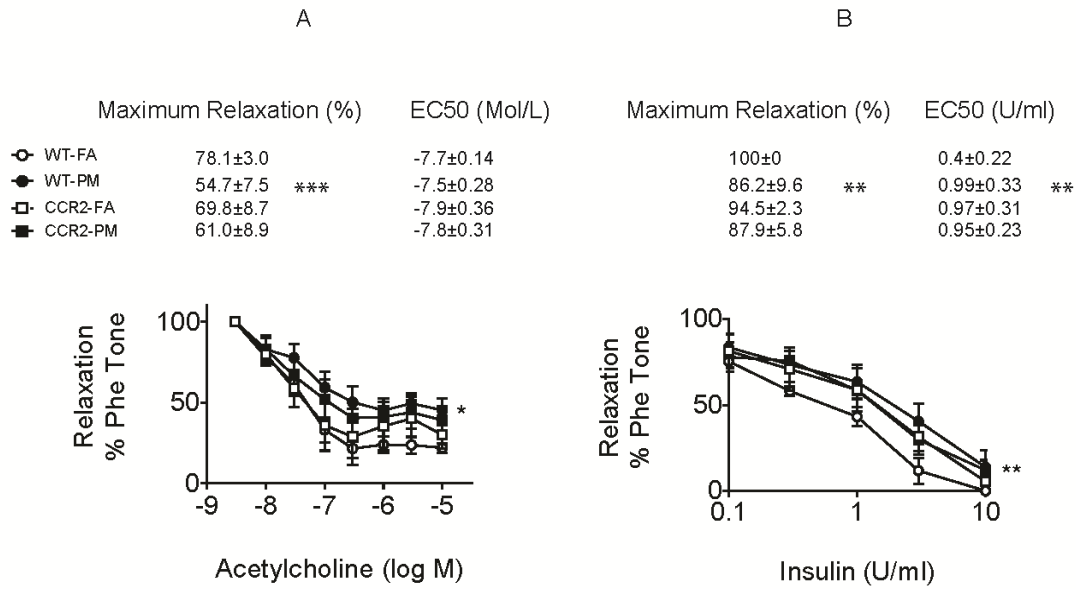 A B
Maximum Relaxation (%) EC50 (Mol/L) Maximum Relaxation (%) EC50 (U/ml)
WT-FA 78.1±3.0 -7.7±0.14 100±0 0.4±0.22
WT-PM 54.7±7.5 *** -7.5±0.28 86.2±9.6 ** 0.99±0.33 **
CCR2-FA 69.8±8.7 -7.9±0.36 94.5±2.3 0.97±0.31
CCR2-PM 61.0±8.9 -7.8±0.31 87.9±5.8 0.95±0.23
Relaxation
% Phe Tone
100
50
0
*
-9 -8 -7 -6 -5
Acetylcholine (log M)
Relaxation
% Phe Tone
100
50
0
**
0.1 1 10
Insulin (U/ml)